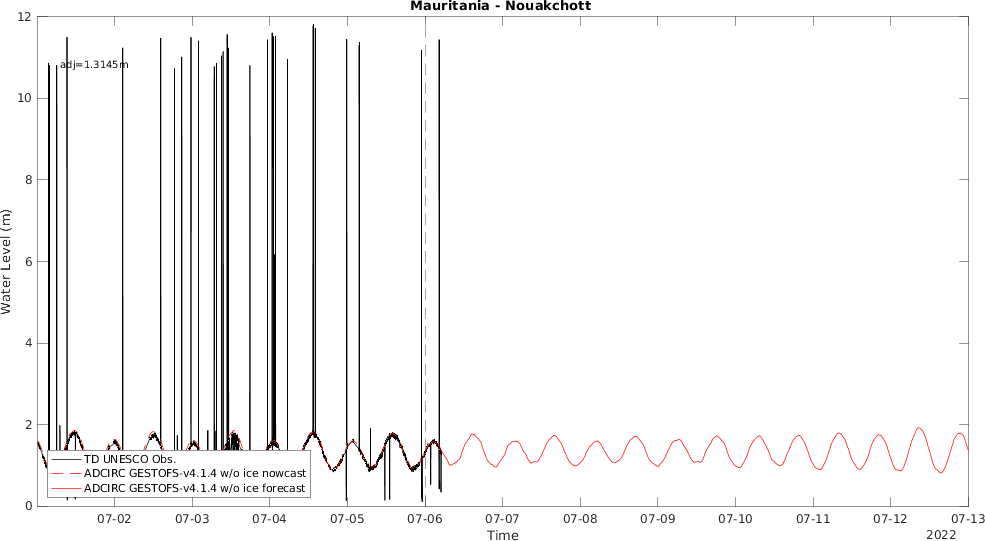 Mauritania - Nouakchott
12
10
8
6
4
2
0
Water Level (m)
adj=1.3145m
TD UNESCO Obs.
ADCIRC GESTOFS-v4.1.4 w/o ice nowcast
ADCIRC GESTOFS-v4.1.4 w/o ice forecast
07-02 07-03 07-04 07-05 07-06 07-07 07-08 07-09 07-10 07-11 07-12 07-13
Time
2022